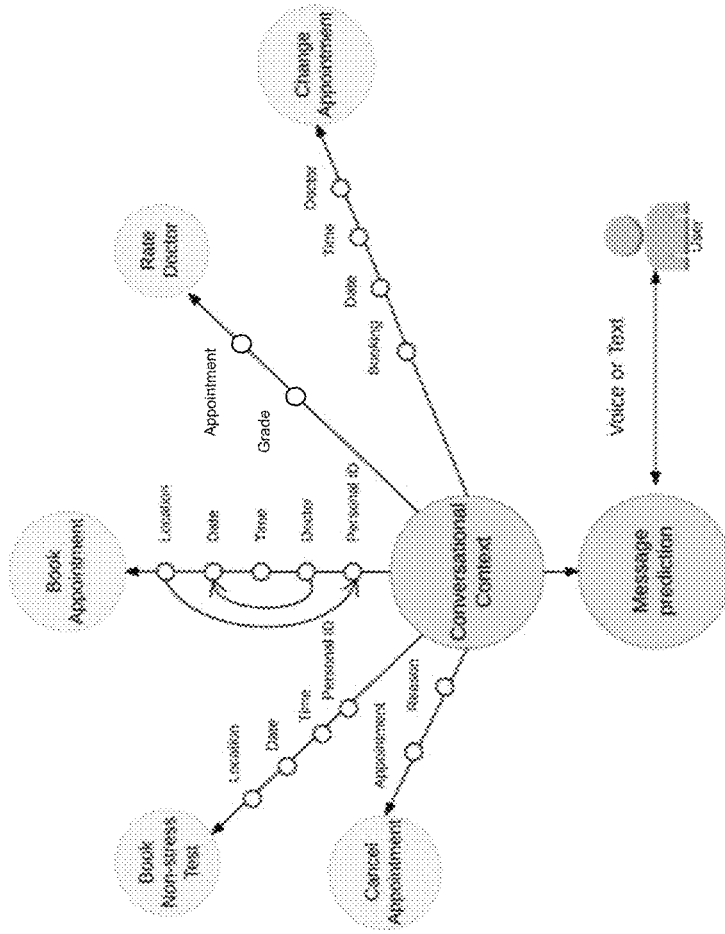 Book
Appointment
Location
Date
Time
Doctor
Personal ID
Rate
Doctor
Appointment
Grade
Change
Appointment
Doctor
Time
Date
Booking
Book
Non-stress
Test
Location
Date
Time
Personal ID
Cancel
Appointment
Appointment
Reason
Conversational
Context
Message
prediction
Voice or Text
User